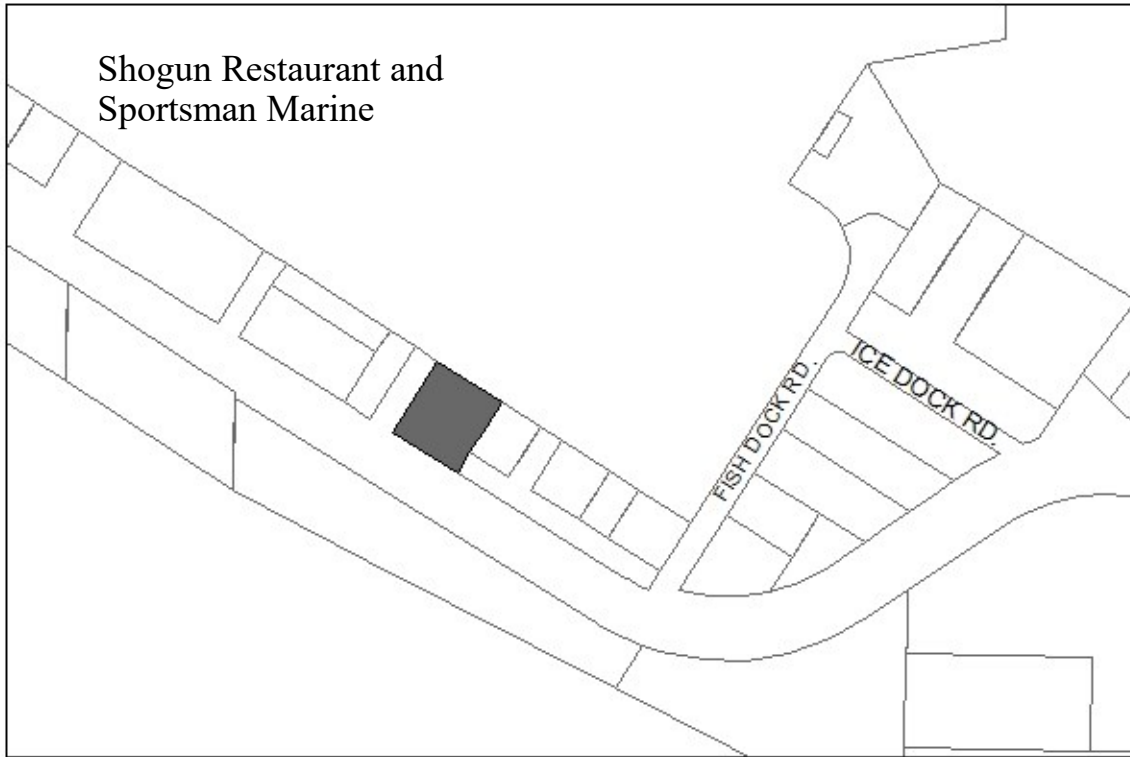 Shogun Restaurant and
Sportsman Marine
ICE DOCK RD.
FISH DOCK RD.